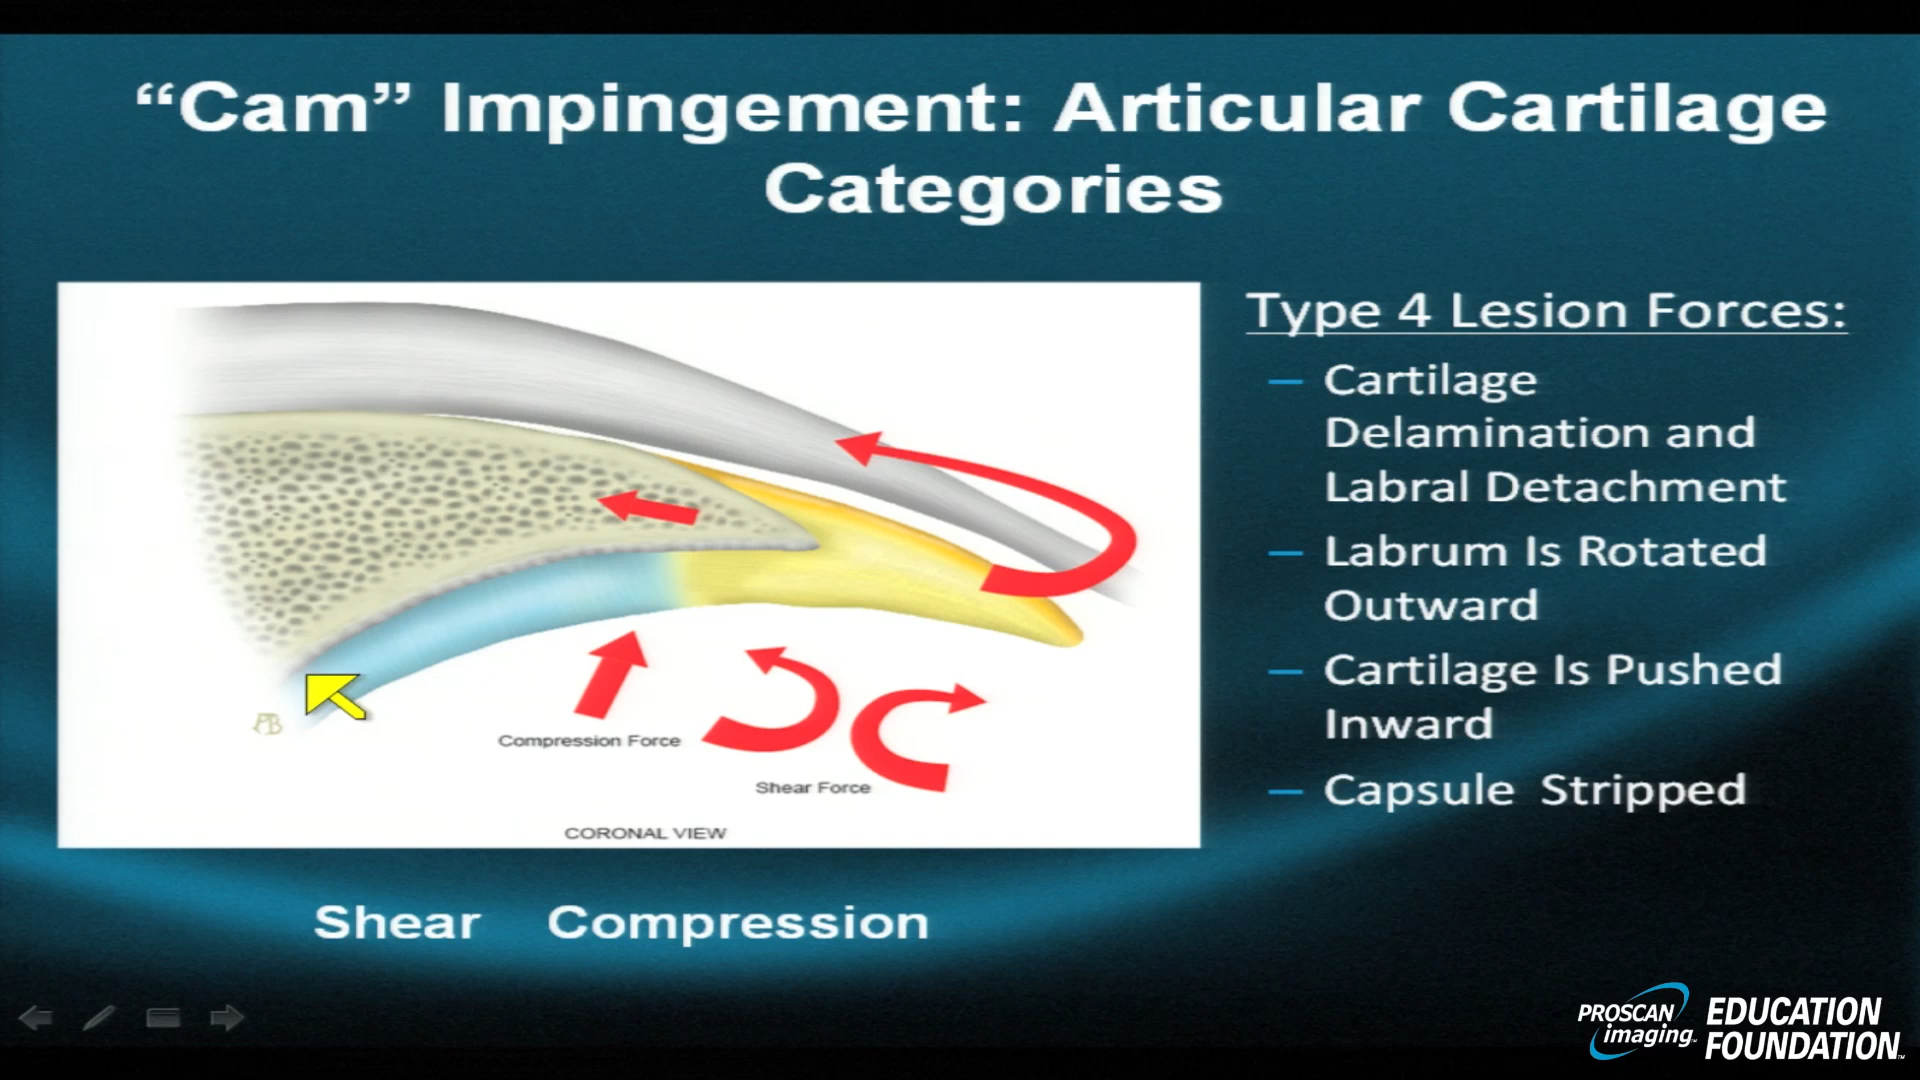 “Cam” Impingement: Articular Cartilage
Categories
Type 4 Lesion Forces:
– Cartilage
Delamination and
Labral Detachment
– Labrum Is Rotated
Outward
– Cartilage Is Pushed
Inward
– Capsule Stripped
Compression Force
Shear Force
CORONAL VIEW
Shear Compression
PROSCAN
imaging
EDUCATION
FOUNDATION